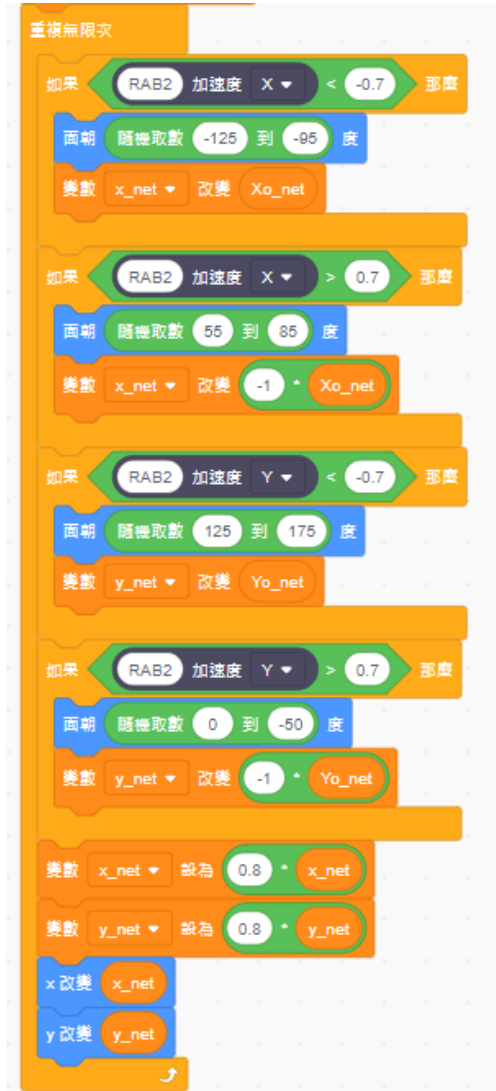 重複無限次
如果 RAB2 加速度 X < -0.7 那麼
面朝 隨機取數 -125 到 -95 度
變數 x_net 改變 Xo_net
如果 RAB2 加速度 X > 0.7 那麼
面朝 隨機取數 55 到 85 度
變數 x_net 改變 -1 * Xo_net
如果 RAB2 加速度 Y < -0.7 那麼
面朝 隨機取數 125 到 175 度
變數 y_net 改變 Yo_net
如果 RAB2 加速度 Y > 0.7 那麼
面朝 隨機取數 0 到 -50 度
變數 y_net 改變 -1 * Yo_net
變數 x_net 設為 0.8 * x_net
變數 y_net 設為 0.8 * y_net
x 改變 x_net
y 改變 y_net